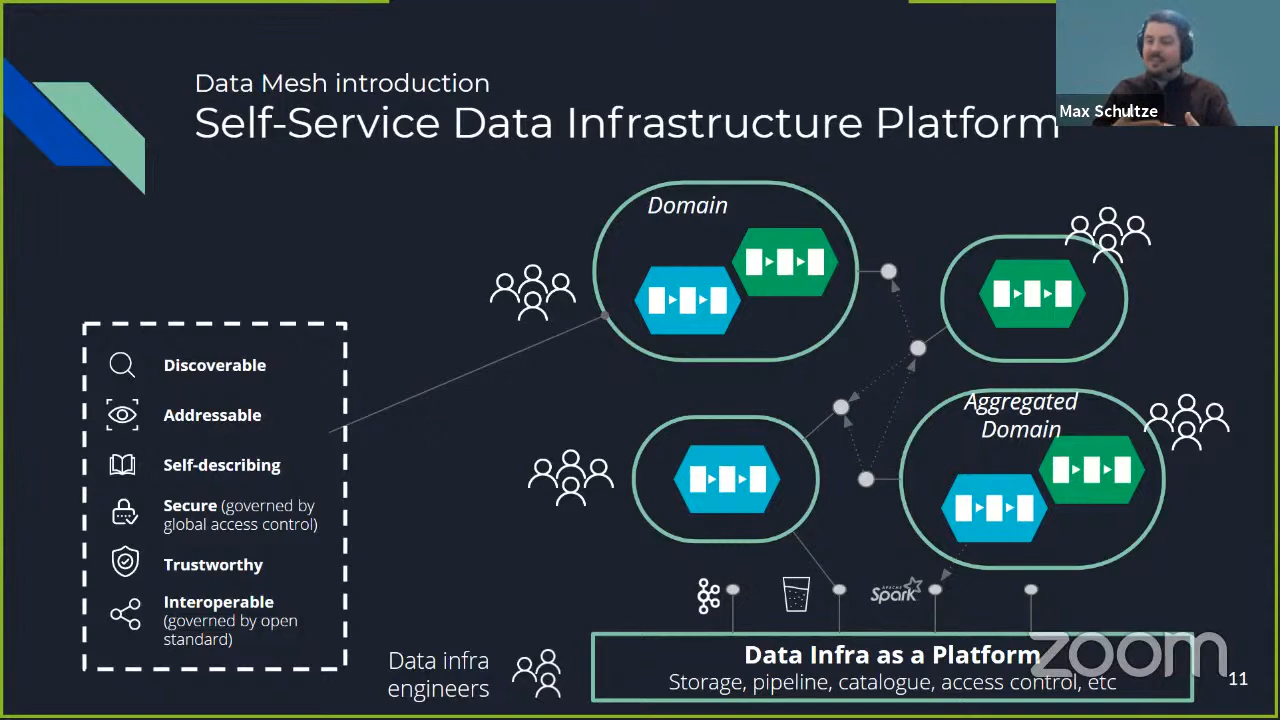 Data Mesh introduction
Self-Service Data Infrastructure Platform
Max Schultze
Domain
Aggregated
Domain
Discoverable
Addressable
Self-describing
Secure (governed by
global access control)
Trustworthy
Interoperable
(governed by open
standard)
APACHE
Spark
Data infra
engineers
Data Infra as a Platform
Storage, pipeline, catalogue, access control, etc
zoom
11